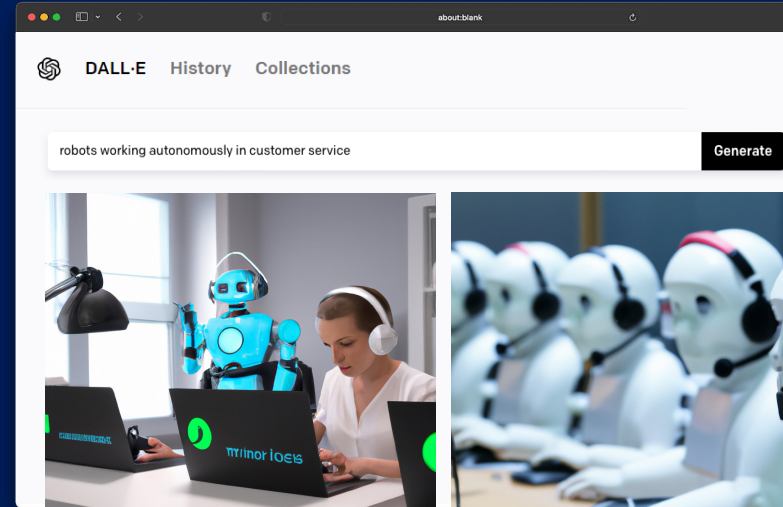 about:blank
DALL·E History Collections
robots working autonomously in customer service
Generate